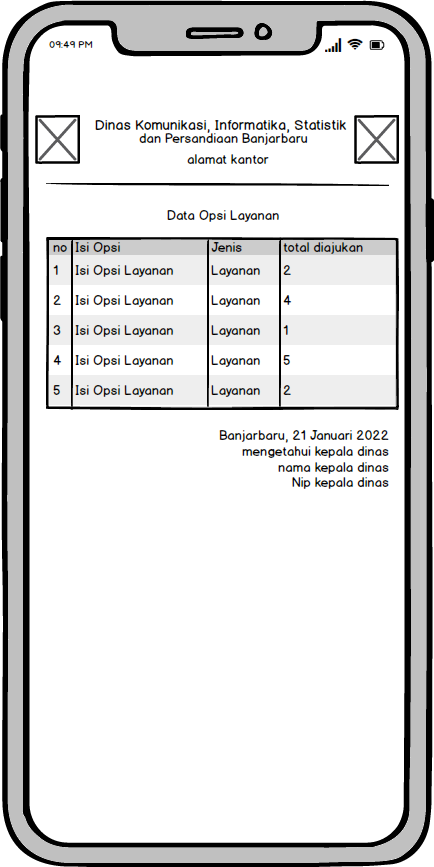 09:49 PM
Dinas Komunikasi, Informatika, Statistik
dan Persandiaan Banjarbaru
alamat kantor
Data Opsi Layanan
no Isi Opsi Jenis total diajukan
1 Isi Opsi Layanan Layanan 2
2 Isi Opsi Layanan Layanan 4
3 Isi Opsi Layanan Layanan 1
4 Isi Opsi Layanan Layanan 5
5 Isi Opsi Layanan Layanan 2
Banjarbaru, 21 Januari 2022
mengetahui kepala dinas
nama kepala dinas
Nip kepala dinas